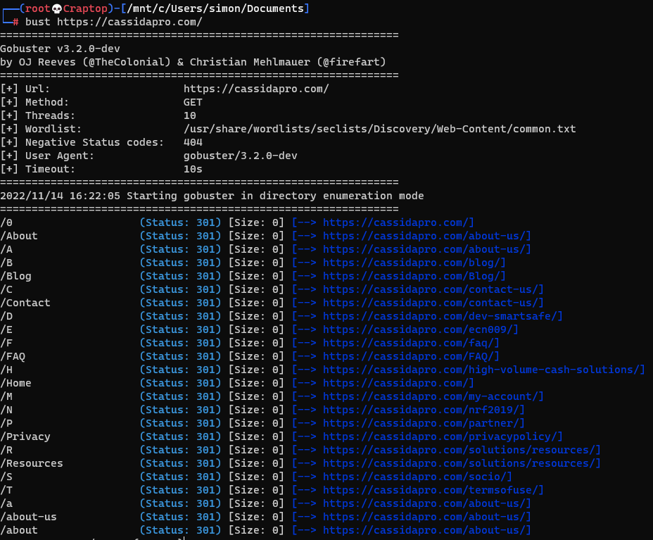 ┌──(root💀Craptop)-[/mnt/c/Users/simon/Documents]
└─# bust https://cassidapro.com/
===============================================================
Gobuster v3.2.0-dev
by OJ Reeves (@TheColonial) & Christian Mehlmauer (@firefart)
===============================================================
[+] Url:                     https://cassidapro.com/
[+] Method:                  GET
[+] Threads:                 10
[+] Wordlist:                /usr/share/wordlists/seclists/Discovery/Web-Content/common.txt
[+] Negative Status codes:   404
[+] User Agent:              gobuster/3.2.0-dev
[+] Timeout:                 10s
===============================================================
2022/11/14 16:22:05 Starting gobuster in directory enumeration mode
===============================================================
/0                    (Status: 301) [Size: 0] [--> https://cassidapro.com/]
/About                (Status: 301) [Size: 0] [--> https://cassidapro.com/about-us/]
/A                    (Status: 301) [Size: 0] [--> https://cassidapro.com/about-us/]
/B                    (Status: 301) [Size: 0] [--> https://cassidapro.com/blog/]
/Blog                 (Status: 301) [Size: 0] [--> https://cassidapro.com/Blog/]
/C                    (Status: 301) [Size: 0] [--> https://cassidapro.com/contact-us/]
/Contact              (Status: 301) [Size: 0] [--> https://cassidapro.com/contact-us/]
/D                    (Status: 301) [Size: 0] [--> https://cassidapro.com/dev-smartsafe/]
/E                    (Status: 301) [Size: 0] [--> https://cassidapro.com/ecn009/]
/F                    (Status: 301) [Size: 0] [--> https://cassidapro.com/faq/]
/FAQ                  (Status: 301) [Size: 0] [--> https://cassidapro.com/FAQ/]
/H                    (Status: 301) [Size: 0] [--> https://cassidapro.com/high-volume-cash-solutions/]
/Home                 (Status: 301) [Size: 0] [--> https://cassidapro.com/]
/M                    (Status: 301) [Size: 0] [--> https://cassidapro.com/my-account/]
/N                    (Status: 301) [Size: 0] [--> https://cassidapro.com/nrf2019/]
/P                    (Status: 301) [Size: 0] [--> https://cassidapro.com/partner/]
/Privacy              (Status: 301) [Size: 0] [--> https://cassidapro.com/privacypolicy/]
/R                    (Status: 301) [Size: 0] [--> https://cassidapro.com/solutions/resources/]
/Resources            (Status: 301) [Size: 0] [--> https://cassidapro.com/solutions/resources/]
/S                    (Status: 301) [Size: 0] [--> https://cassidapro.com/socio/]
/T                    (Status: 301) [Size: 0] [--> https://cassidapro.com/termsofuse/]
/a                    (Status: 301) [Size: 0] [--> https://cassidapro.com/about-us/]
/about-us             (Status: 301) [Size: 0] [--> https://cassidapro.com/about-us/]
/about                (Status: 301) [Size: 0] [--> https://cassidapro.com/about-us/]